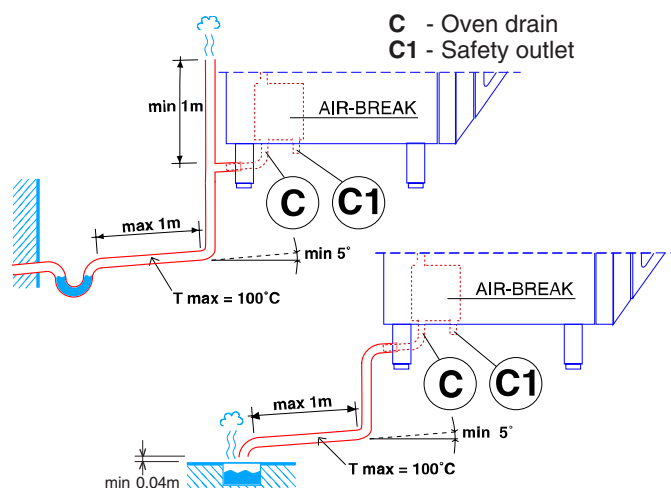 C - Oven drain
C1 - Safety outlet
min 1m
AIR-BREAK
C C1
max 1m
min 5°
T max = 100°C
AIR-BREAK
C C1
max 1m
min 5°
T max = 100°C
min 0.04m